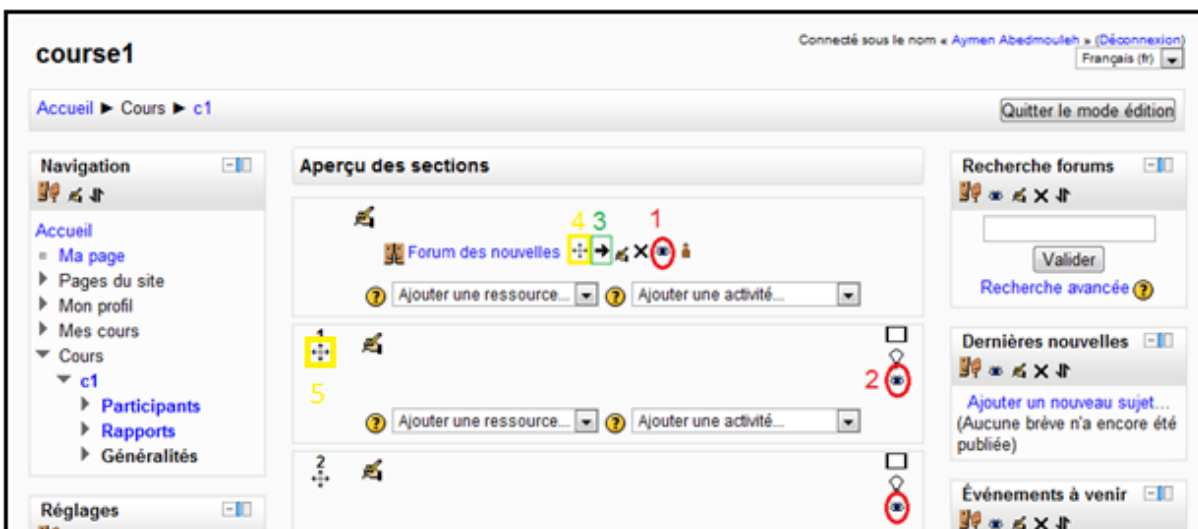 course1
Connecté sous le nom « Aymen Abedmouleh » (Déconnexion)
Français (fr)
Accueil ► Cours ► c1
Quitter le mode édition
Navigation
Accueil
Ma page
Pages du site
Mon profil
Mes cours
Cours
c1
Participants
Rapports
Généralités
Réglages
Aperçu des sections
4 3 1
Forum des nouvelles
Ajouter une ressource... Ajouter une activité...
1
2
5
Ajouter une ressource... Ajouter une activité...
2
Recherche forums
Valider
Recherche avancée
Dernières nouvelles
Ajouter un nouveau sujet...
(Aucune brève n'a encore été
publiée)
Événements à venir